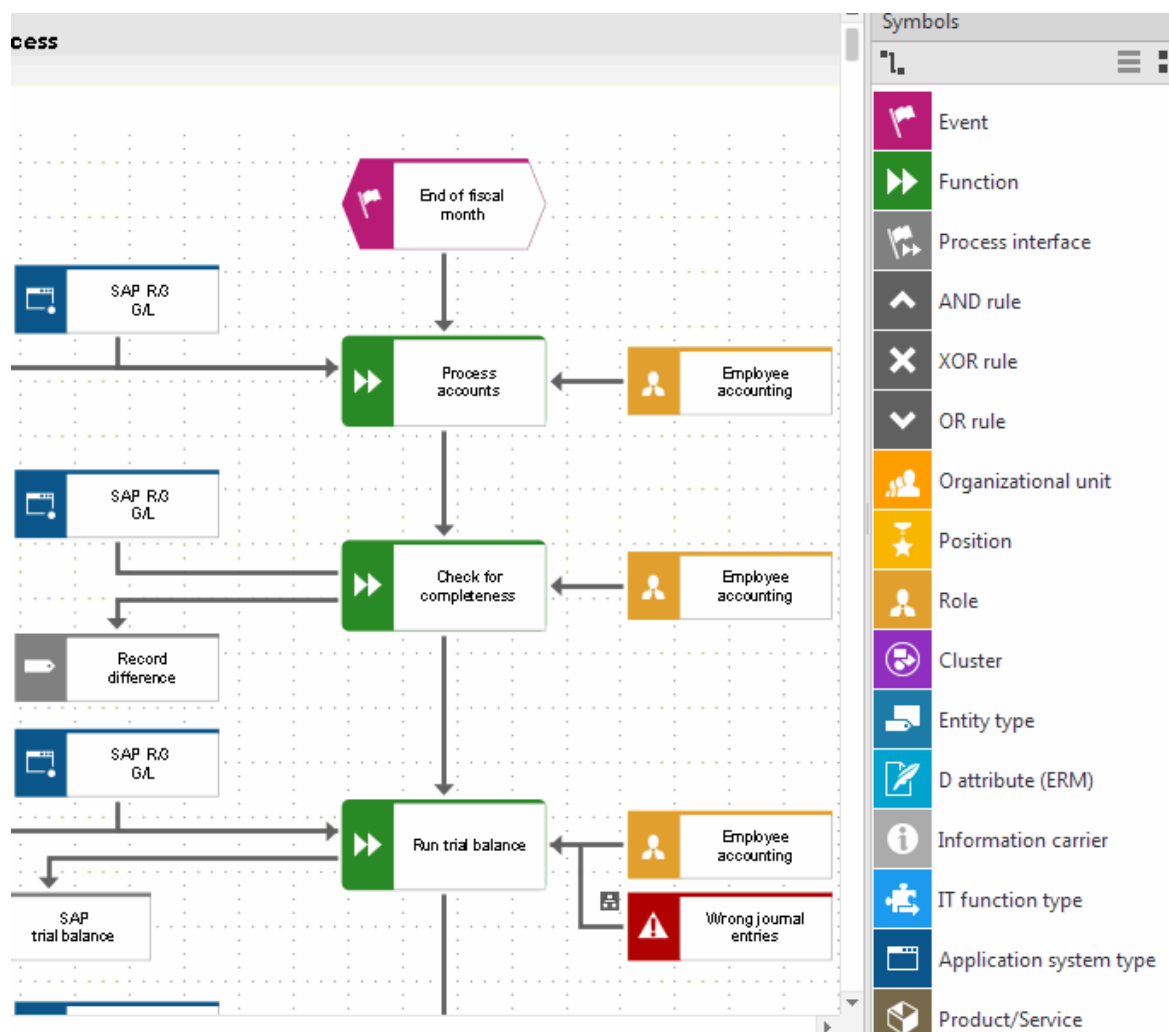 cess
End of fiscal
month
SAP R/3
G/L
Process
accounts
Employee
accounting
SAP R/3
G/L
Check for
completeness
Employee
accounting
Record
difference
SAP R/3
G/L
Run trial balance
Employee
accounting
SAP
trial balance
Wrong journal
entries
Symbols
Event
Function
Process interface
AND rule
XOR rule
OR rule
Organizational unit
Position
Role
Cluster
Entity type
D attribute (ERM)
Information carrier
IT function type
Application system type
Product/Service